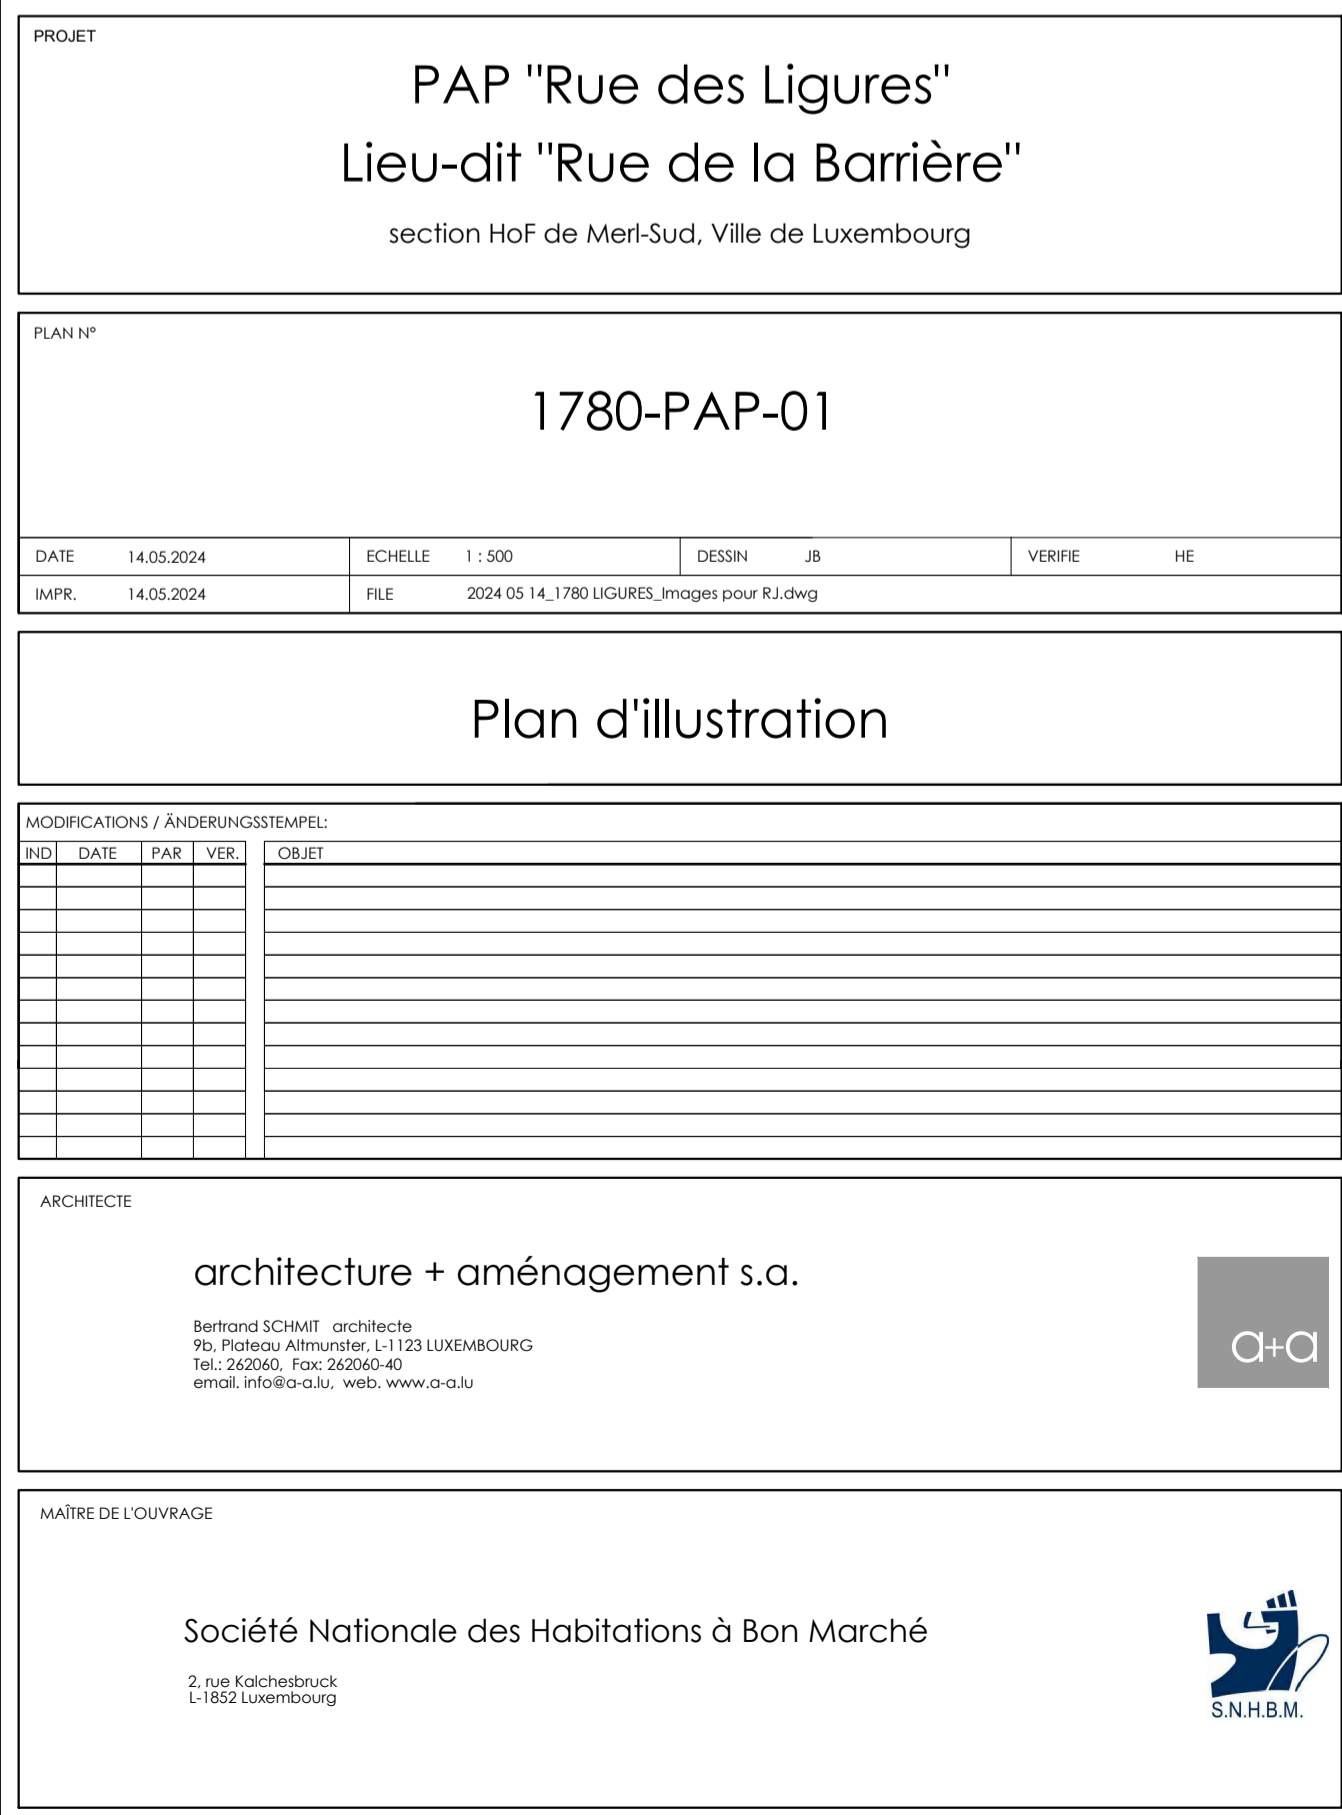 PROJET
PAP "Rue des Ligures"
Lieu-dit "Rue de la Barrière"
section HoF de Merl-Sud, Ville de Luxembourg
PLAN N°
1780-PAP-01
DATE 14.05.2024 ECHELLE 1 : 500 DESSIN JB VERIFIE HE
IMPR. 14.05.2024 FILE 2024 05 14_1780 LIGURES_Images pour RJ.dwg
Plan d'illustration
MODIFICATIONS / ÄNDERUNGSSTEMPEL:
IND DATE PAR VER. OBJET
ARCHITECTE
architecture + aménagement s.a.
Bertrand SCHMIT architecte
9b, Plateau Altmunster, L-1123 LUXEMBOURG
Tel.: 262060, Fax: 262060-40
email. info@a-a.lu, web. www.a-a.lu
a+a
MAÎTRE DE L'OUVRAGE
Société Nationale des Habitations à Bon Marché
2, rue Kalchesbruck
L-1852 Luxembourg
S.N.H.B.M.